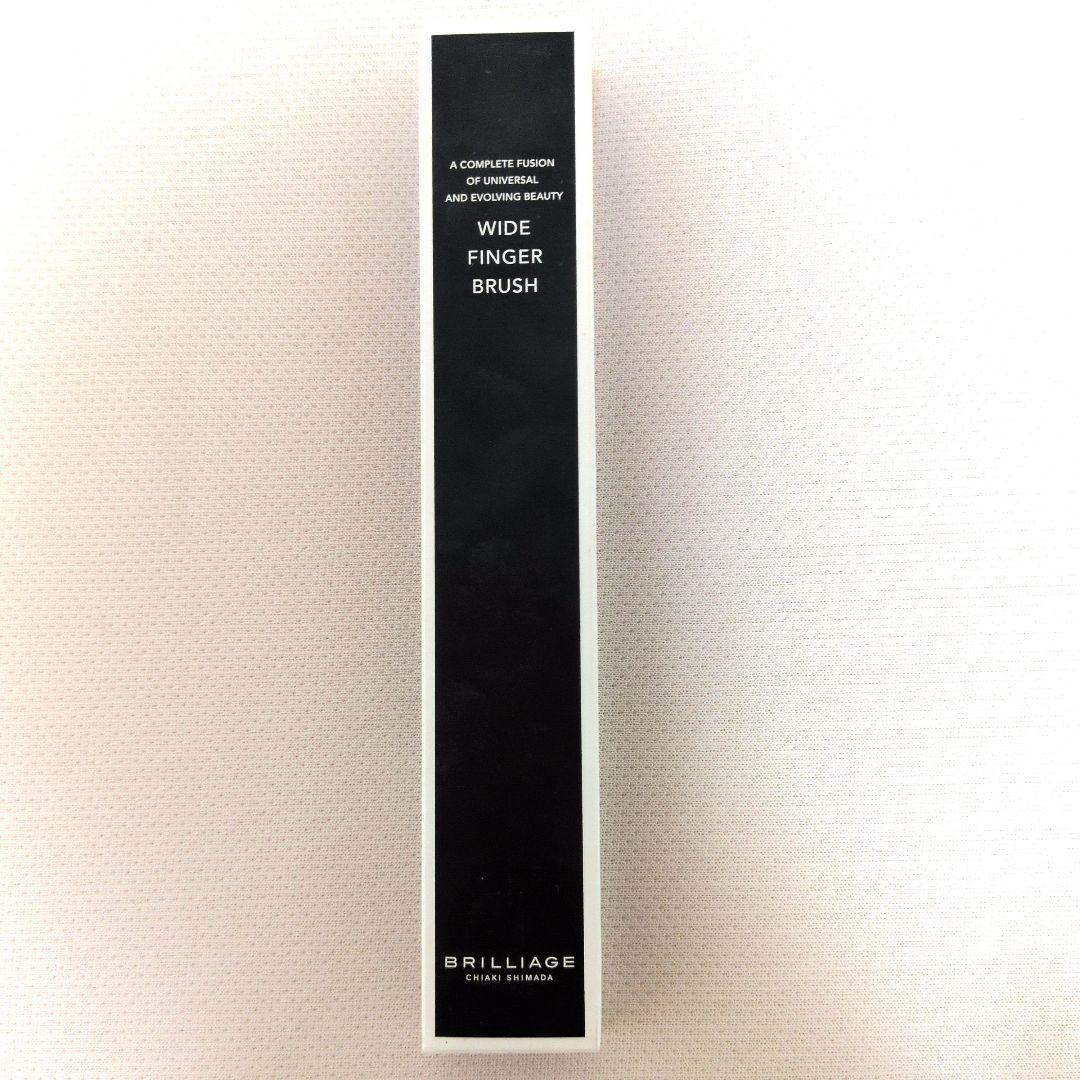 A COMPLETE FUSION
OF UNIVERSAL
AND EVOLVING BEAUTY
WIDE
FINGER
BRUSH
BRILLIAGE
CHIAKI SHIMADA